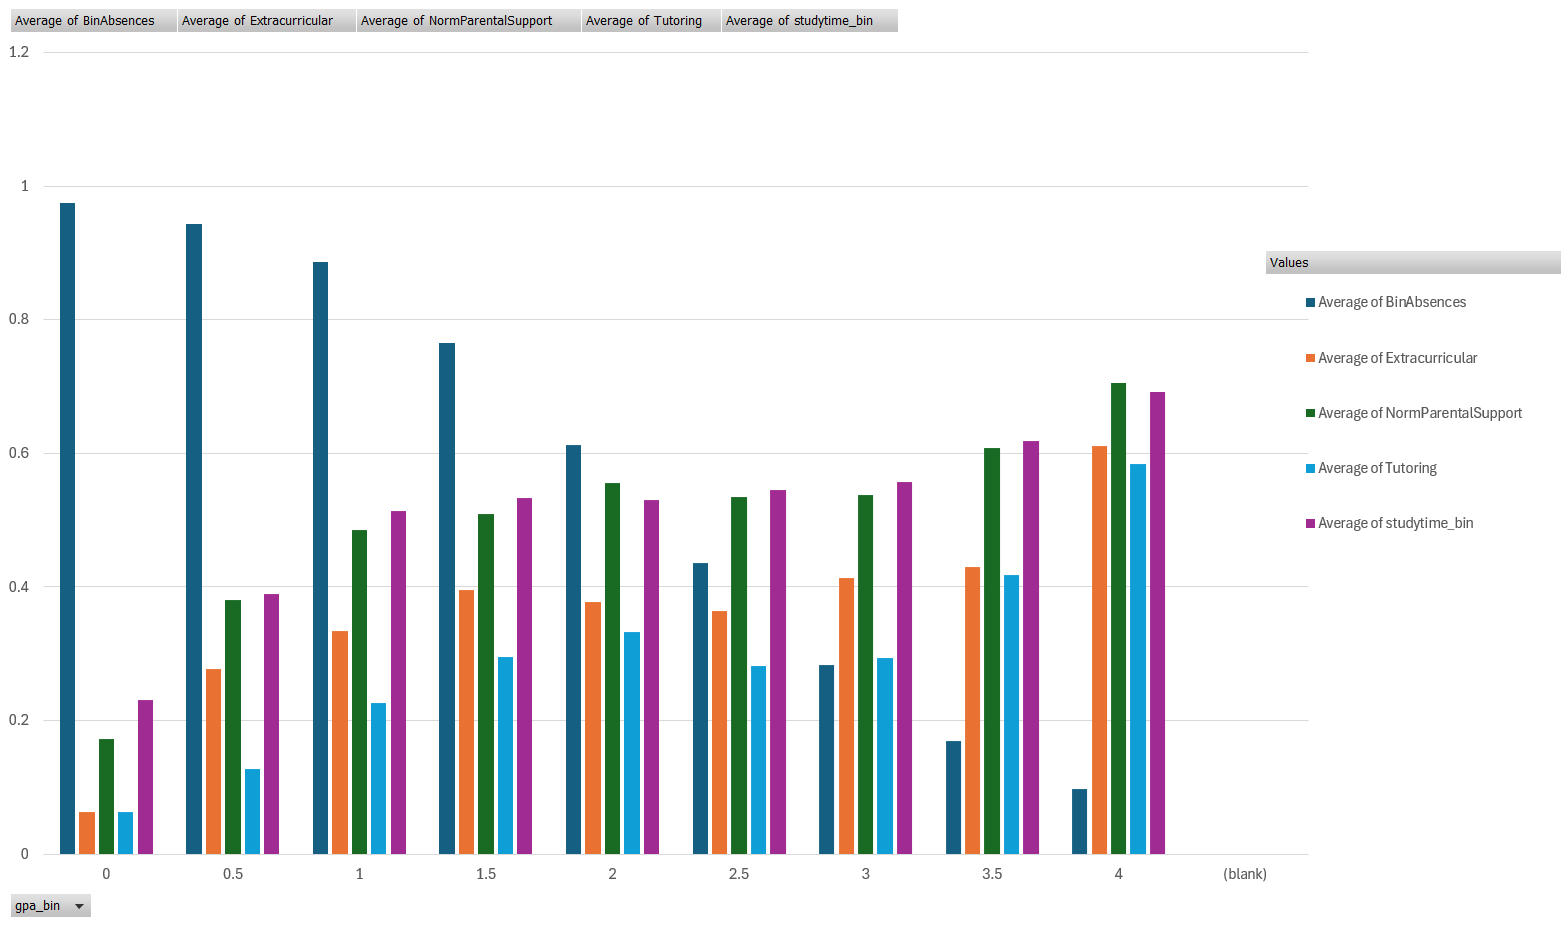 Average of BinAbsences Average of Extracurricular Average of NormParentalSupport Average of Tutoring Average of studytime_bin
1.2
1
0.8
0.6
0.4
0.2
0
0 0.5 1 1.5 2 2.5 3 3.5 4 (blank)
Values
Average of BinAbsences
Average of Extracurricular
Average of NormParentalSupport
Average of Tutoring
Average of studytime_bin
gpa_bin